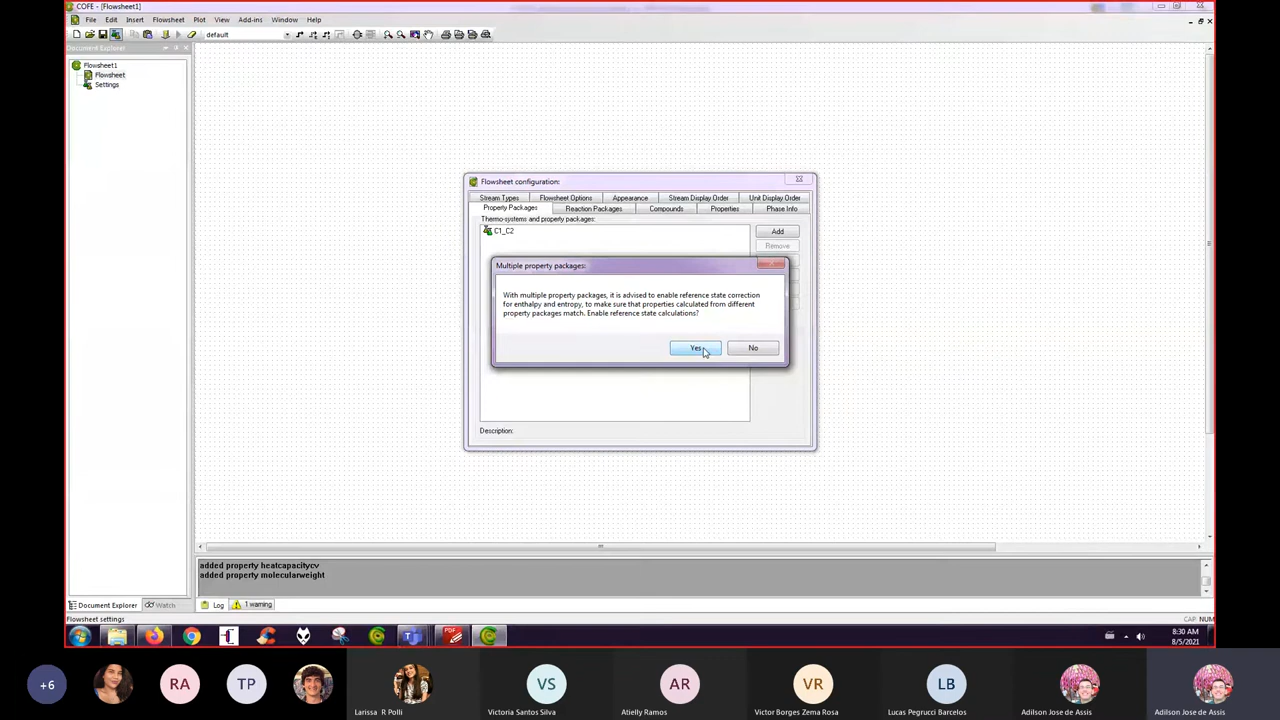 COFE - [Flowsheet1]
File Edit Insert Flowsheet Plot View Add-ins Window Help
default
Document Explorer
Flowsheet1
Flowsheet
Settings
Flowsheet configuration:
Stream Types Flowsheet Options Appearance Stream Display Order Unit Display Order
Property Packages Reaction Packages Compounds Properties Phase Info
Thermo-systems and property packages:
C1_C2
Add
Remove
Multiple property packages:
With multiple property packages, it is advised to enable reference state correction
for enthalpy and entropy, to make sure that properties calculated from different
property packages match. Enable reference state calculations?
Yes No
Description:
added property heatcapacitycv
added property molecularweight
Document Explorer Watch Log 1 warning
Flowsheet settings CAP NUM
PDF
8:30 AM
8/5/2021
+6 RA TP VS AR VR LB
Larissa R Polli Victoria Santos Silva Atielly Ramos Victor Borges Zema Rosa Lucas Pegrucci Barcelos Adilson Jose de Assis Adilson Jose de Assis